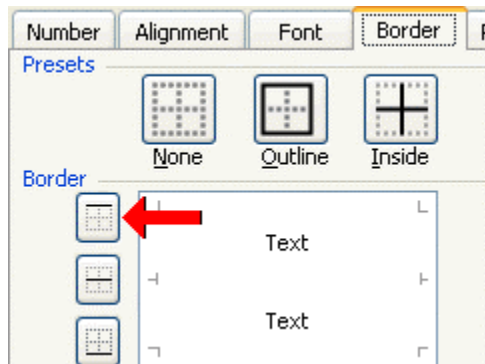 Number Alignment Font Border
Presets
None Outline Inside
Border
Text
Text